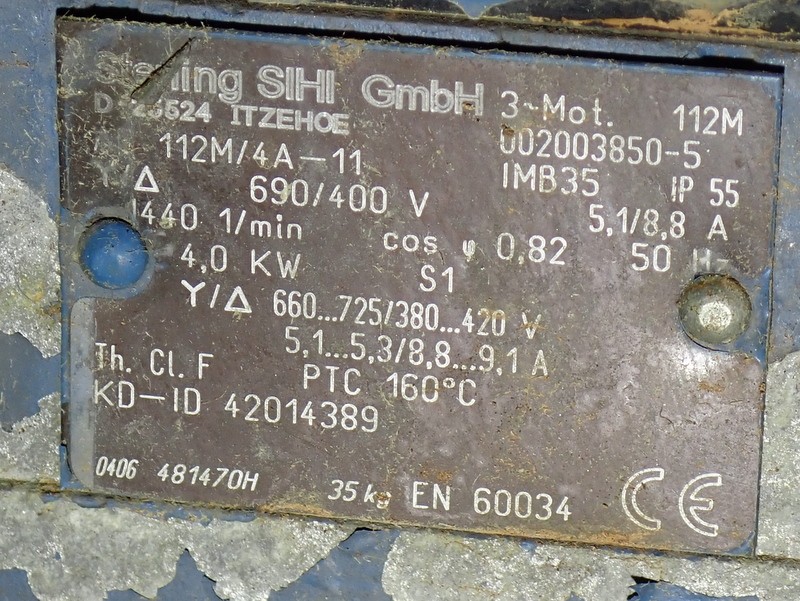 Sterling SIHI GmbH 3~Mot. 112M
D-25524 ITZEHOE 002003850-5
112M/4A-11 IMB35 IP 55
Y/Δ 690/400 V 5,1/8,8 A
1440 1/min cos φ 0,82 50 Hz
4,0 KW S1
Y/Δ 660...725/380...420 V
5,1...5,3/8,8...9,1 A
Th. Cl. F PTC 160°C
KD-ID 42014389
0406 481470H 35 kg EN 60034 CE